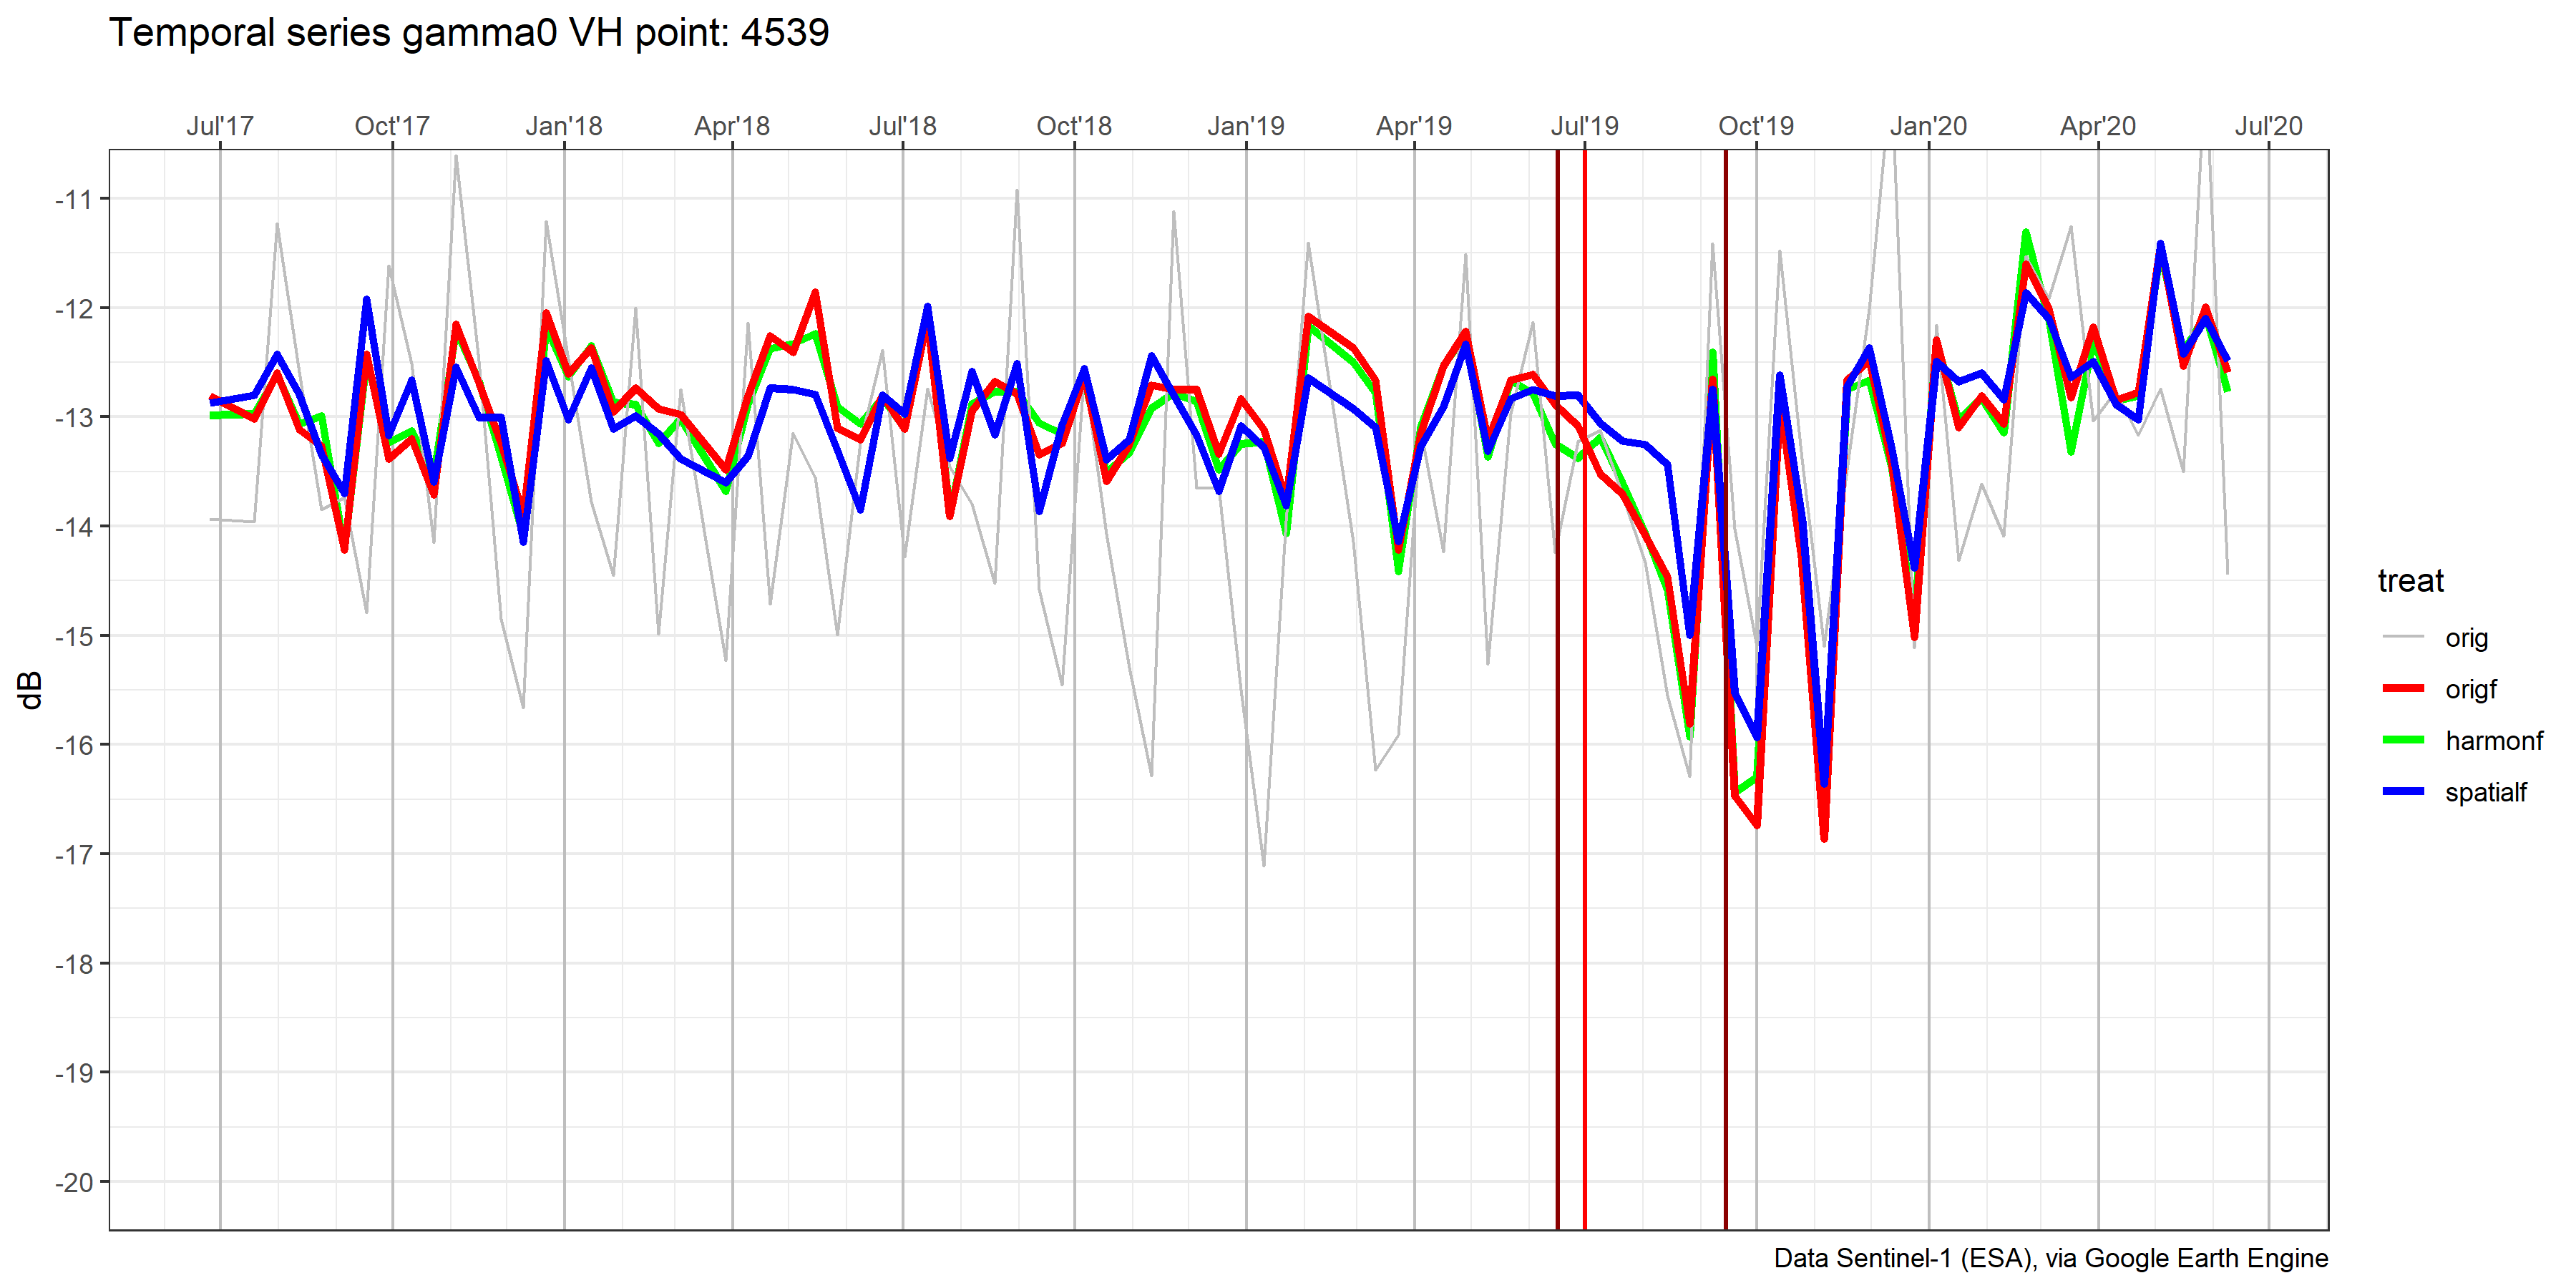 Temporal series gamma0 VH point: 4539
Jul'17 Oct'17 Jan'18 Apr'18 Jul'18 Oct'18 Jan'19 Apr'19 Jul'19 Oct'19 Jan'20 Apr'20 Jul'20
-11
-12
-13
-14
-15
-16
-17
-18
-19
-20
dB
treat
orig
origf
harmonf
spatialf
Data Sentinel-1 (ESA), via Google Earth Engine